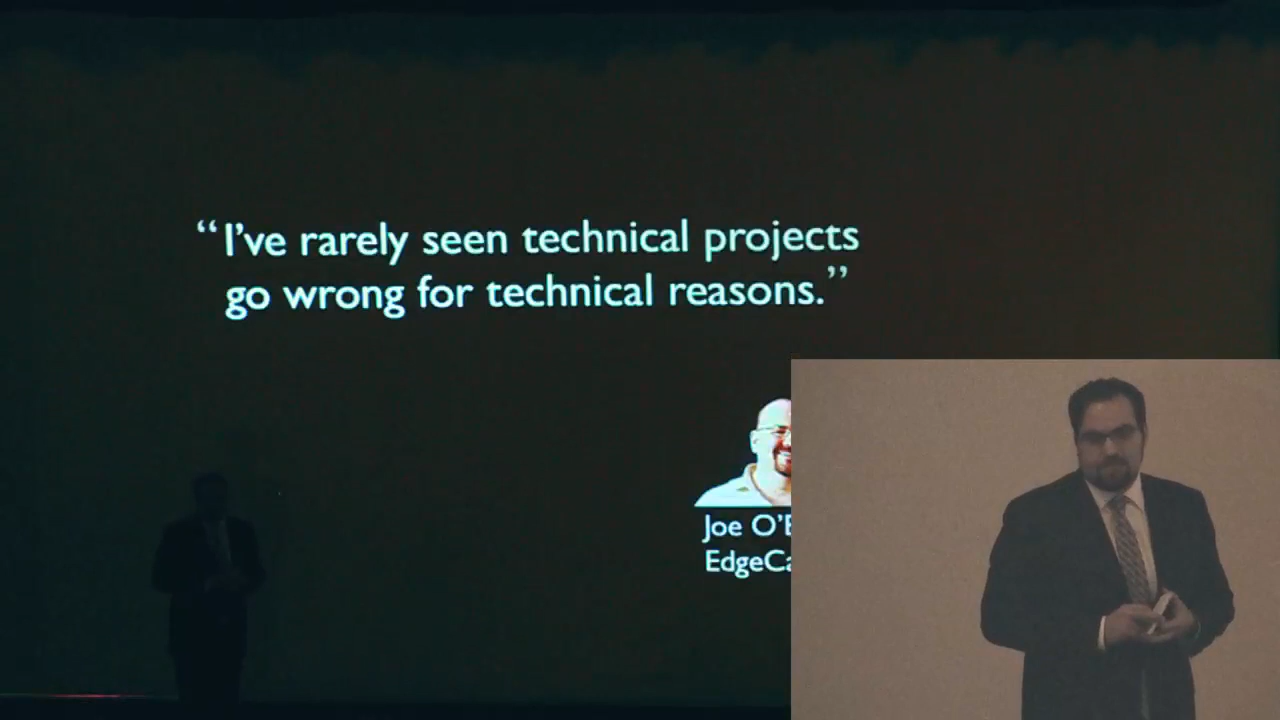 “I’ve rarely seen technical projects
go wrong for technical reasons.”
Joe